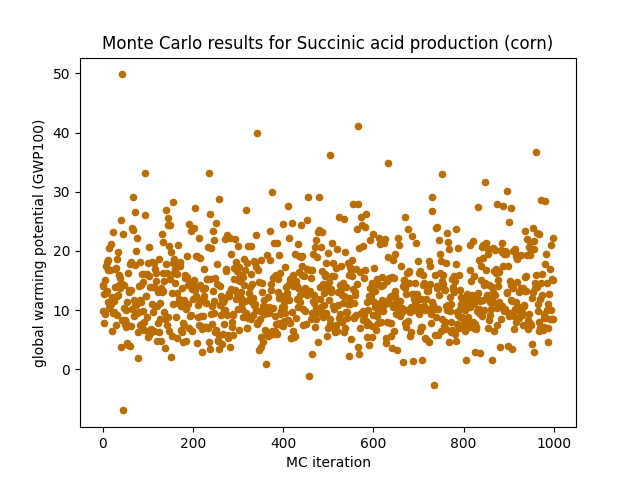 Monte Carlo results for Succinic acid production (corn)
50
40
30
20
10
0
global warming potential (GWP100)
0 200 400 600 800 1000
MC iteration